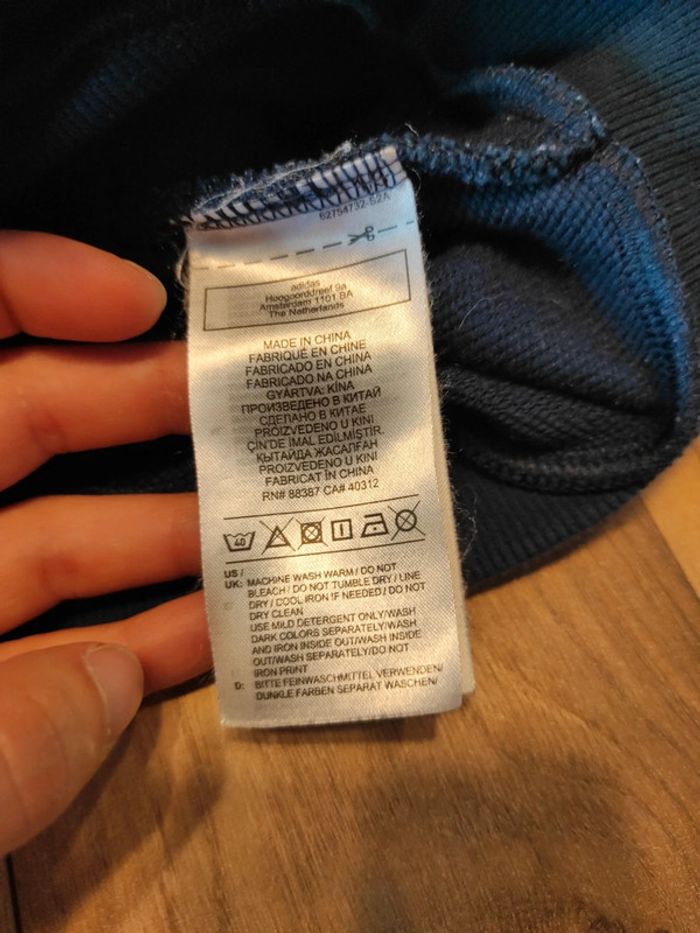 62754732-S2A
adidas
Hoogoorddreef 9a
Amsterdam 1101 BA
The Netherlands
MADE IN CHINA
FABRIQUÉ EN CHINE
FABRICADO EN CHINA
FABRICADO NA CHINA
GYÁRTVA: KÍNA
ПРОИЗВЕДЕНО В КИТАЙ
СДЕЛАНО В КИТАЕ
PROIZVEDENO U KINI
ÇİN'DE İMAL EDİLMİŞTİR.
ҚЫТАЙДА ЖАСАЛҒАН
PROIZVEDENO U KINI
FABRICAT ÎN CHINA
RN# 88387 CA# 40312
40
US /
UK: MACHINE WASH WARM / DO NOT
BLEACH / DO NOT TUMBLE DRY / LINE
DRY / COOL IRON IF NEEDED / DO NOT
DRY CLEAN
USE MILD DETERGENT ONLY/WASH
DARK COLORS SEPARATELY/WASH
AND IRON INSIDE OUT/WASH INSIDE
OUT/WASH SEPARATELY/DO NOT
IRON PRINT
D: BITTE FEINWASCHMITTEL VERWENDEN/
DUNKLE FARBEN SEPARAT WASCHEN/